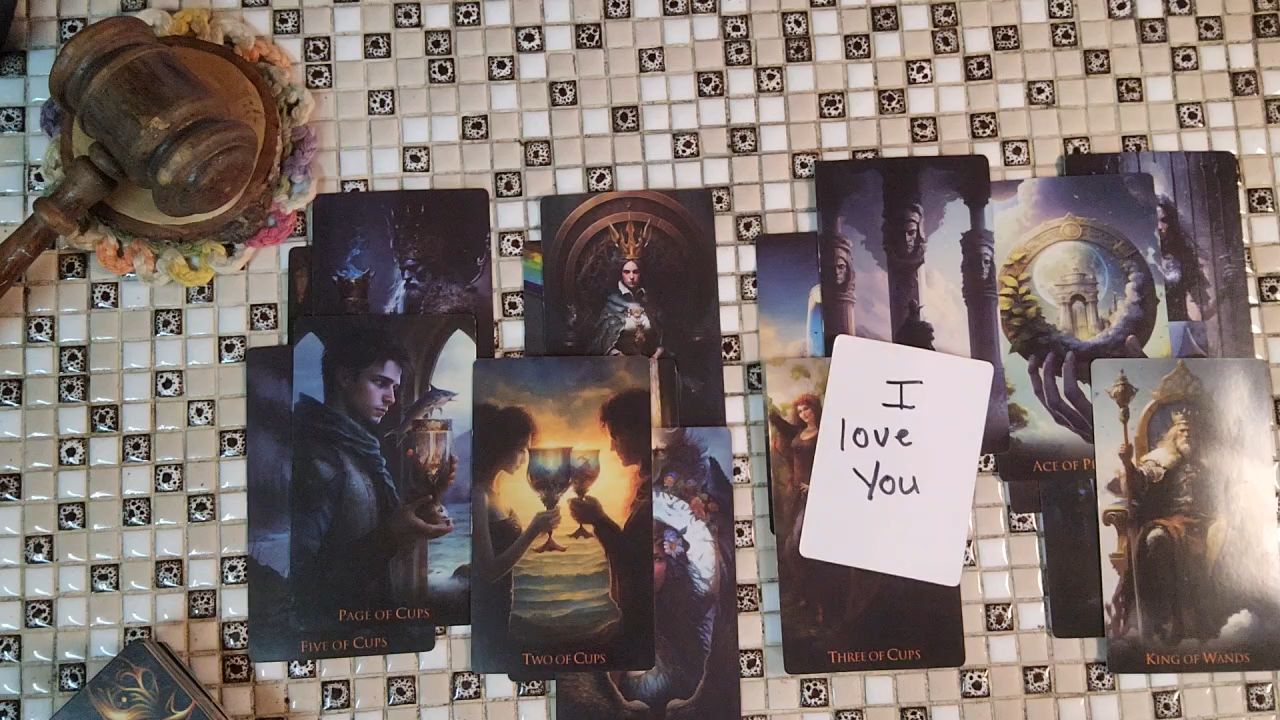 I
love
You
ACE OF P
PAGE OF CUPS
FIVE OF CUPS
TWO OF CUPS
THREE OF CUPS
KING OF WANDS